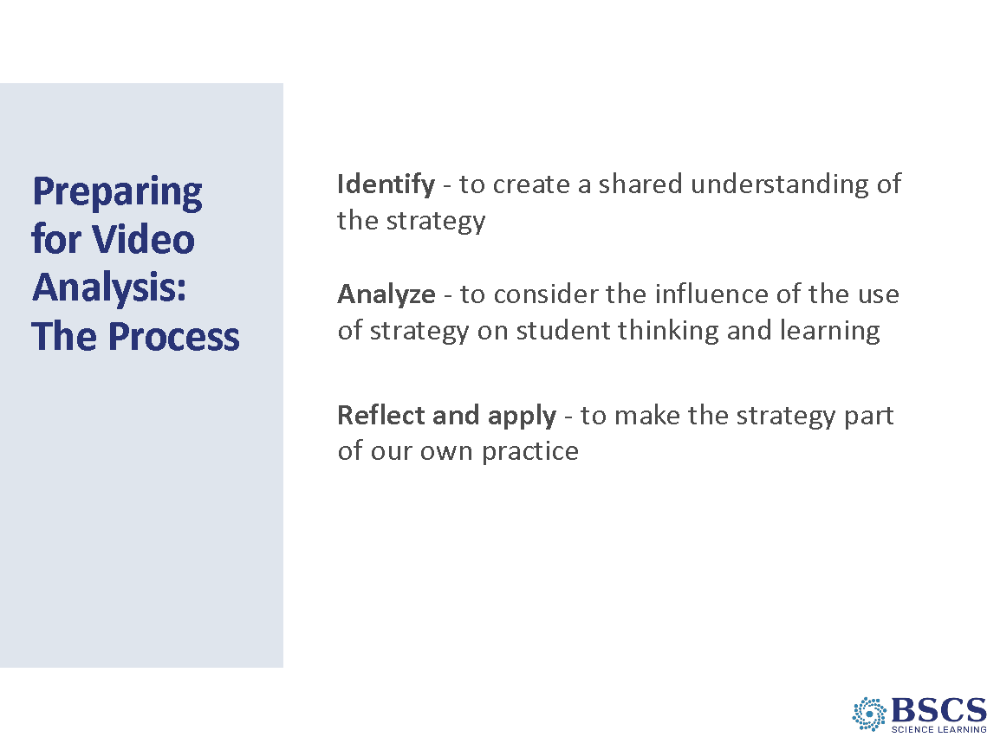 Preparing
for Video
Analysis:
The Process
Identify - to create a shared understanding of
the strategy
Analyze - to consider the influence of the use
of strategy on student thinking and learning
Reflect and apply - to make the strategy part
of our own practice
BSCS
SCIENCE LEARNING